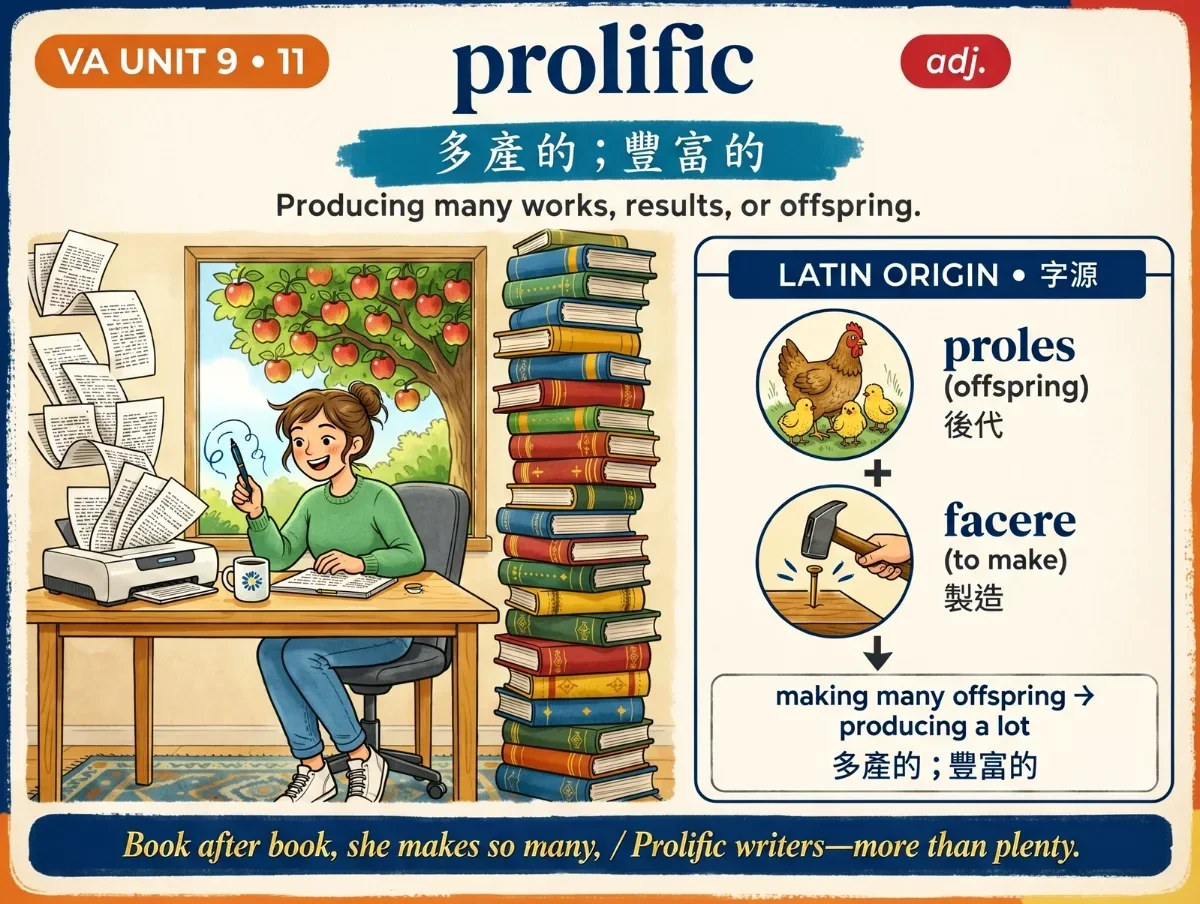 VA UNIT 9 • 11
prolific
adj.
多產的；豐富的
Producing many works, results, or offspring.
LATIN ORIGIN • 字源
proles
(offspring)
後代
+
facere
(to make)
製造
making many offspring →
producing a lot
多產的；豐富的
Book after book, she makes so many, / Prolific writers—more than plenty.